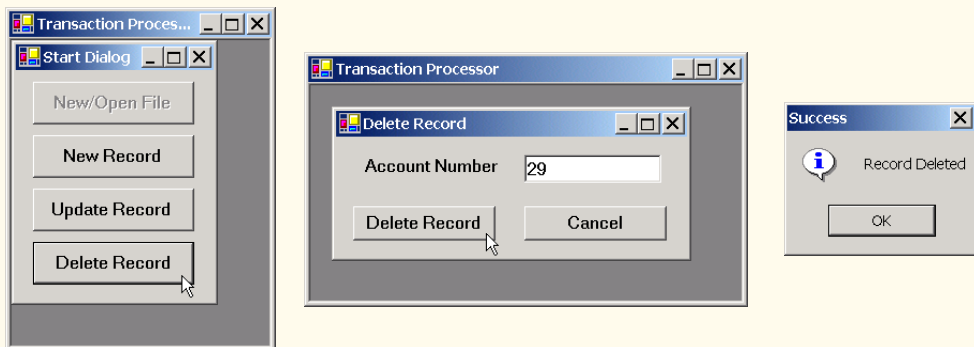 Transaction Proces...
Start Dialog
New/Open File
New Record
Update Record
Delete Record
Transaction Processor
Delete Record
Account Number 29
Delete Record Cancel
Success
Record Deleted
OK